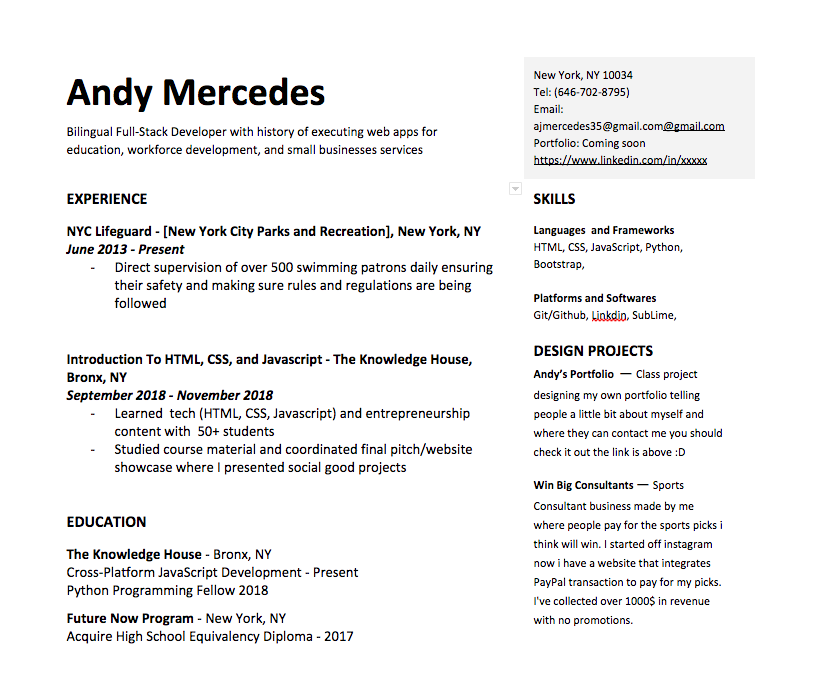 Andy Mercedes
Bilingual Full-Stack Developer with history of executing web apps for
education, workforce development, and small businesses services
New York, NY 10034
Tel: (646-702-8795)
Email:
ajmercedes35@gmail.com@gmail.com
Portfolio: Coming soon
https://www.linkedin.com/in/xxxxx
EXPERIENCE
NYC Lifeguard - [New York City Parks and Recreation], New York, NY
June 2013 - Present
- Direct supervision of over 500 swimming patrons daily ensuring
their safety and making sure rules and regulations are being
followed
Introduction To HTML, CSS, and Javascript - The Knowledge House,
Bronx, NY
September 2018 - November 2018
- Learned  tech (HTML, CSS, Javascript) and entrepreneurship
content with  50+ students
- Studied course material and coordinated final pitch/website
showcase where I presented social good projects
EDUCATION
The Knowledge House - Bronx, NY
Cross-Platform JavaScript Development - Present
Python Programming Fellow 2018
Future Now Program - New York, NY
Acquire High School Equivalency Diploma - 2017
SKILLS
Languages  and Frameworks
HTML, CSS, JavaScript, Python,
Bootstrap,
Platforms and Softwares
Git/Github, Linkdin, SubLime,
DESIGN PROJECTS
Andy's Portfolio — Class project
designing my own portfolio telling
people a little bit about myself and
where they can contact me you should
check it out the link is above :D
Win Big Consultants — Sports
Consultant business made by me
where people pay for the sports picks i
think will win. I started off instagram
now i have a website that integrates
PayPal transaction to pay for my picks.
I've collected over 1000$ in revenue
with no promotions.